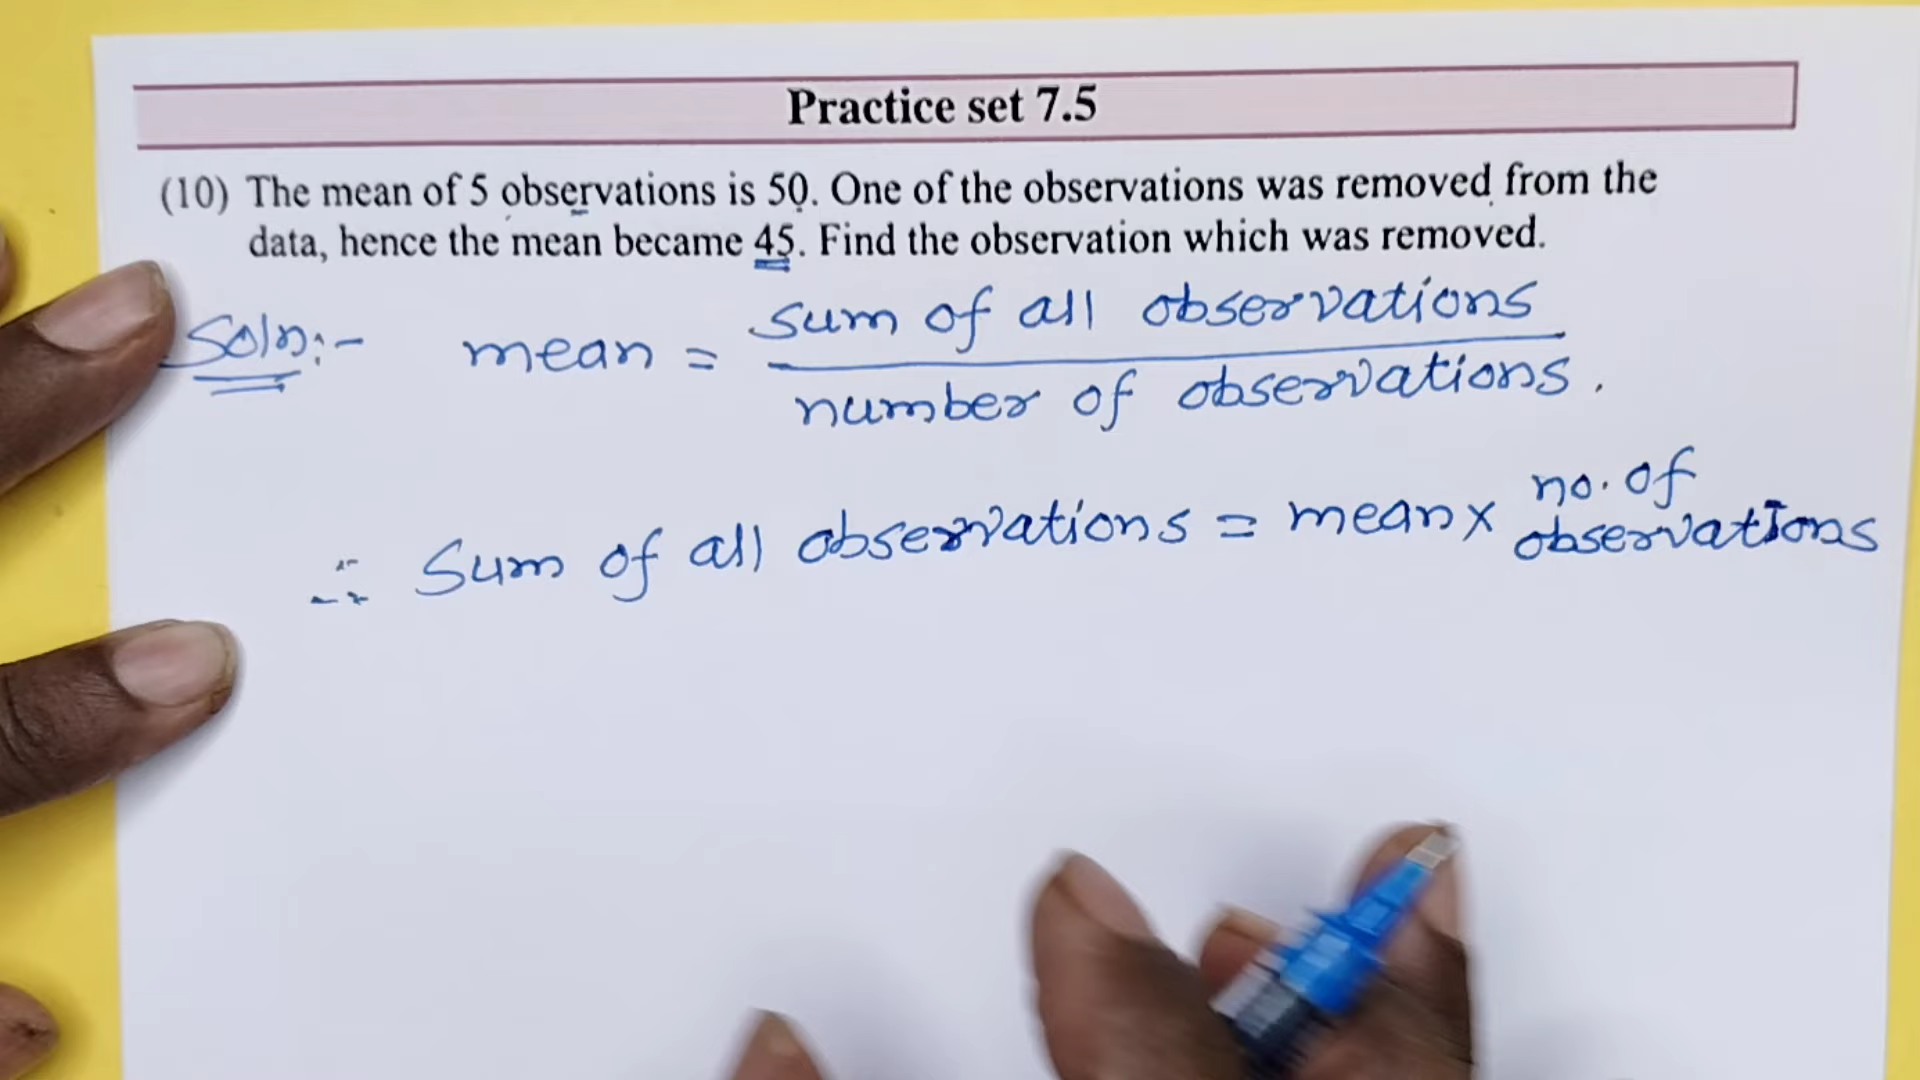 Practice set 7.5
(10) The mean of 5 observations is 50. One of the observations was removed from the
data, hence the mean became 45. Find the observation which was removed.
Soln:- mean = sum of all observations
number of observations.
∴ Sum of all observations = mean x no. of
observations